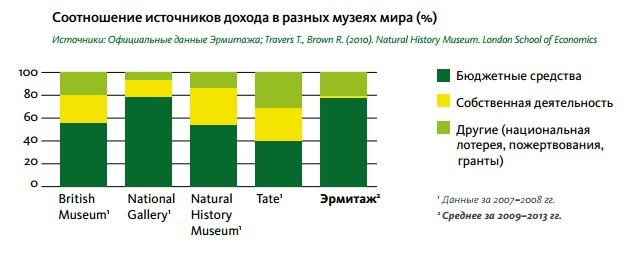 Соотношение источников дохода в разных музеях мира (%)
Источники: Официальные данные Эрмитажа; Travers T., Brown R. (2010). Natural History Museum. London School of Economics
100
80
60
40
20
0
British Museum¹
National Gallery¹
Natural History Museum¹
Tate¹
Эрмитаж²
Бюджетные средства
Собственная деятельность
Другие (национальная
лотерея, пожертвования,
гранты)
¹ Данные за 2007–2008 гг.
² Среднее за 2009–2013 гг.